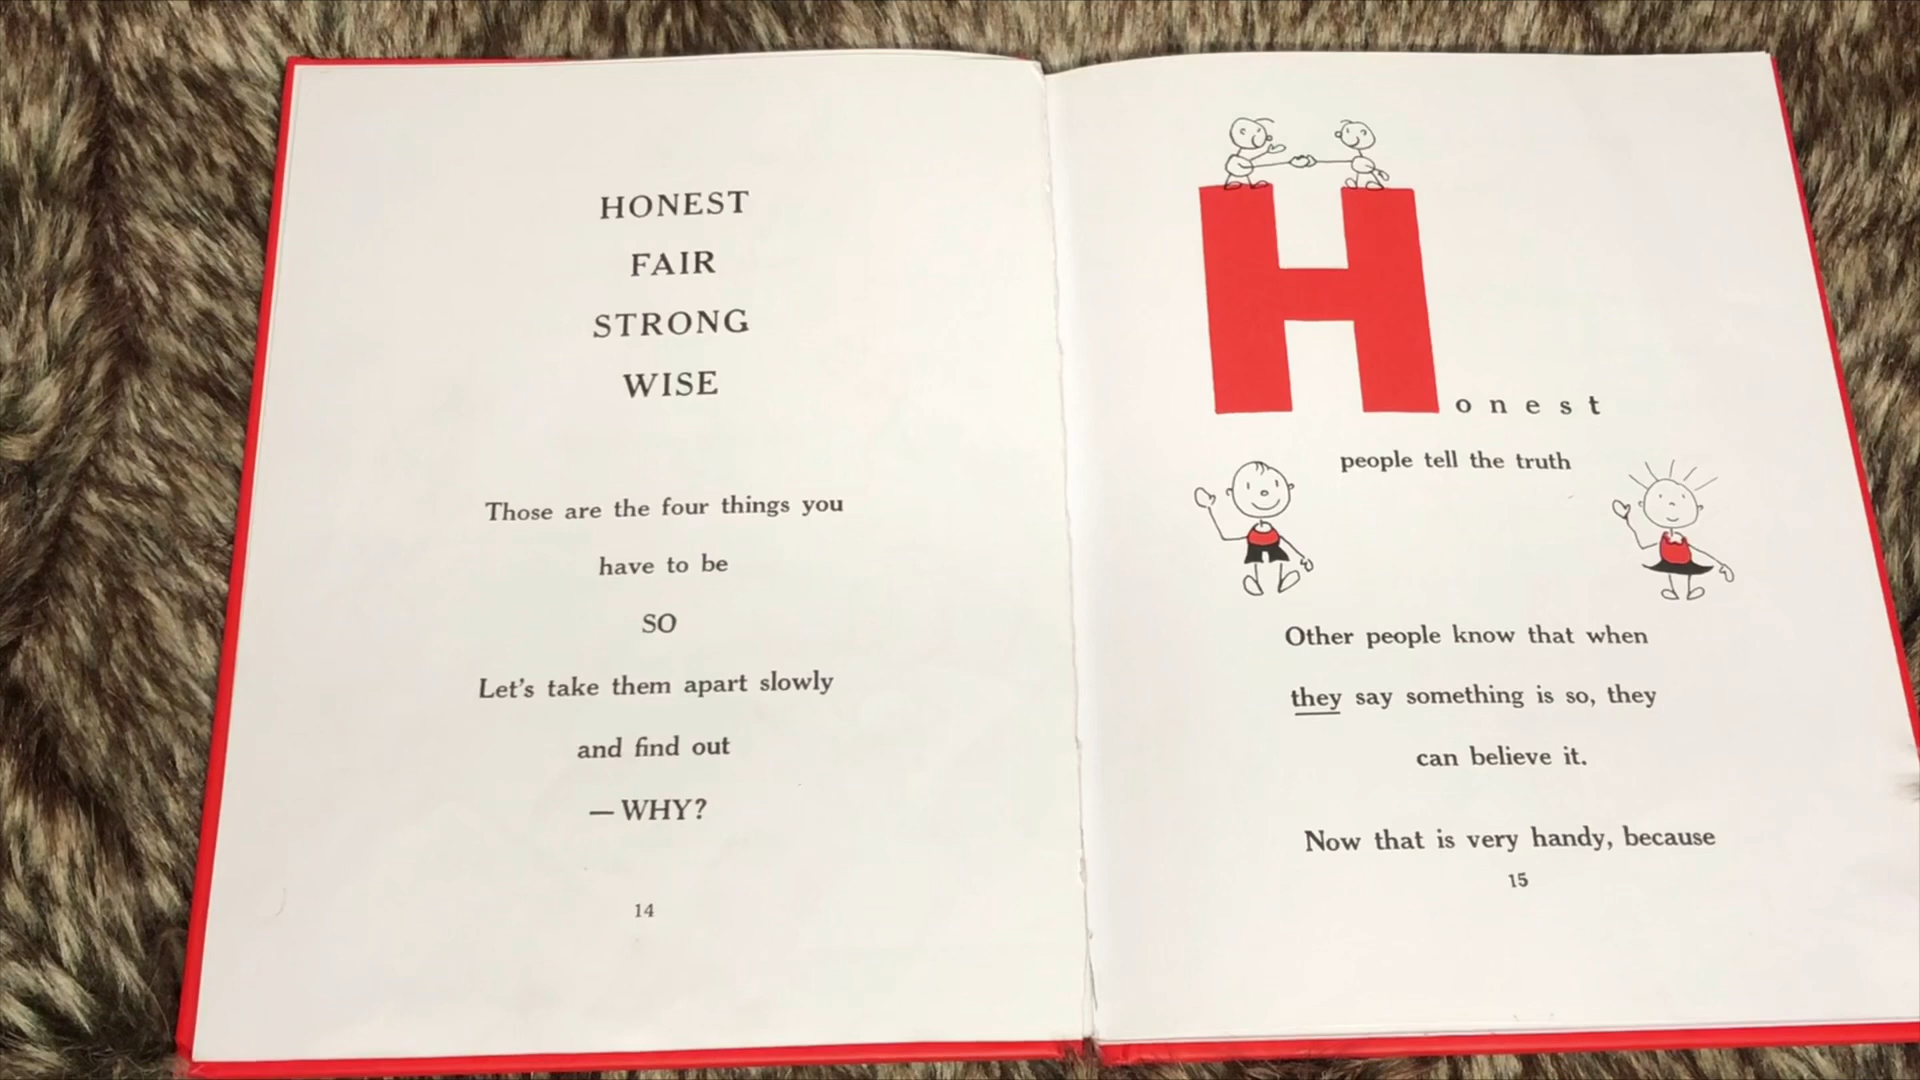 HONEST
FAIR
STRONG
WISE
Those are the four things you
have to be
SO
Let's take them apart slowly
and find out
— WHY?
14
Honest
people tell the truth
Other people know that when
they say something is so, they
can believe it.
Now that is very handy, because
15